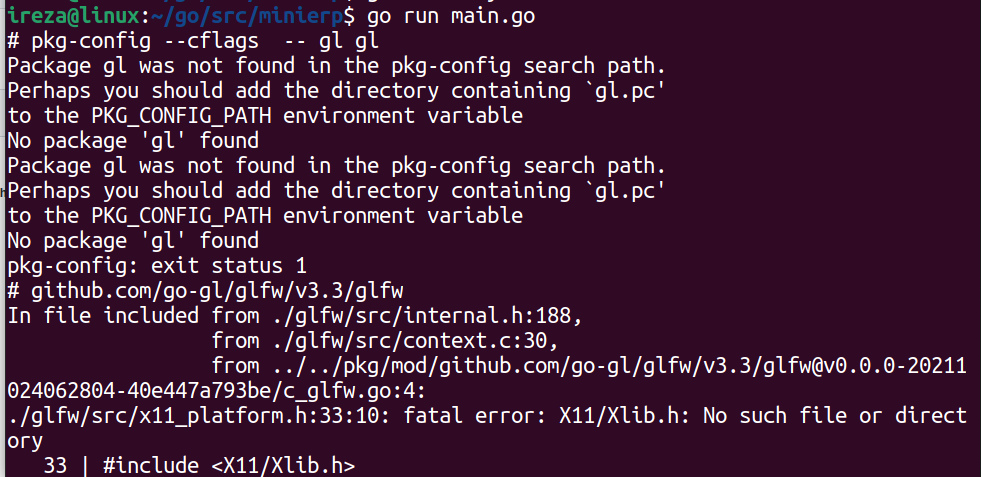 ireza@linux:~/go/src/minierp$ go run main.go
# pkg-config --cflags  -- gl gl
Package gl was not found in the pkg-config search path.
Perhaps you should add the directory containing `gl.pc'
to the PKG_CONFIG_PATH environment variable
No package 'gl' found
Package gl was not found in the pkg-config search path.
Perhaps you should add the directory containing `gl.pc'
to the PKG_CONFIG_PATH environment variable
No package 'gl' found
pkg-config: exit status 1
# github.com/go-gl/glfw/v3.3/glfw
In file included from ./glfw/src/internal.h:188,
                 from ./glfw/src/context.c:30,
                 from ../../pkg/mod/github.com/go-gl/glfw/v3.3/glfw@v0.0.0-20211
024062804-40e447a793be/c_glfw.go:4:
./glfw/src/x11_platform.h:33:10: fatal error: X11/Xlib.h: No such file or direct
ory
   33 | #include <X11/Xlib.h>